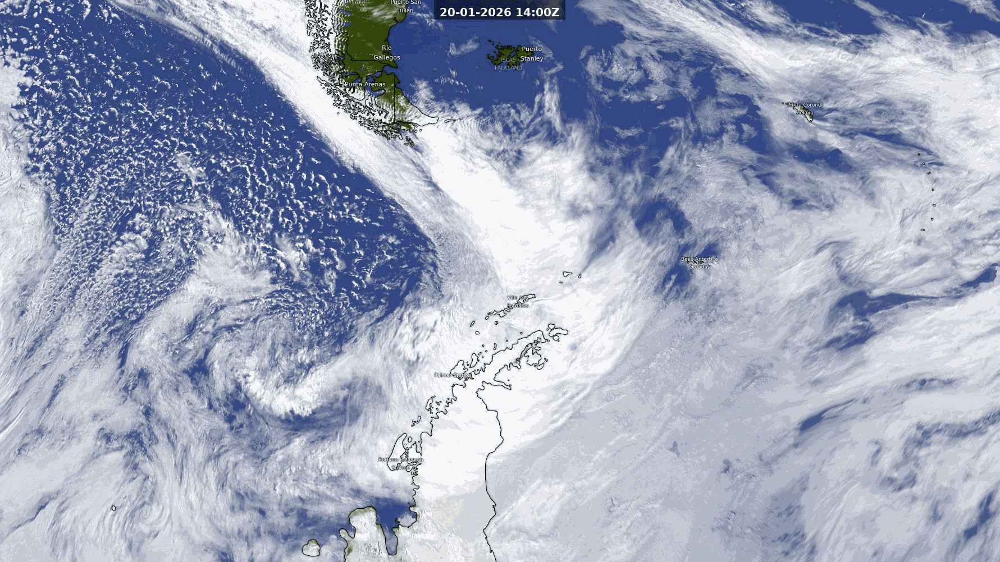 Puerto San
Julián
20-01-2026 14:00Z
Río
Gallegos
Puerto
Stanley
ISLAS
FALKLAND
Punta Arenas
Punta Coronel
Zelaya
Base Antartica
Orcadas
Villa Las
Estrellas
Palmer Station
Rothera Research
Station